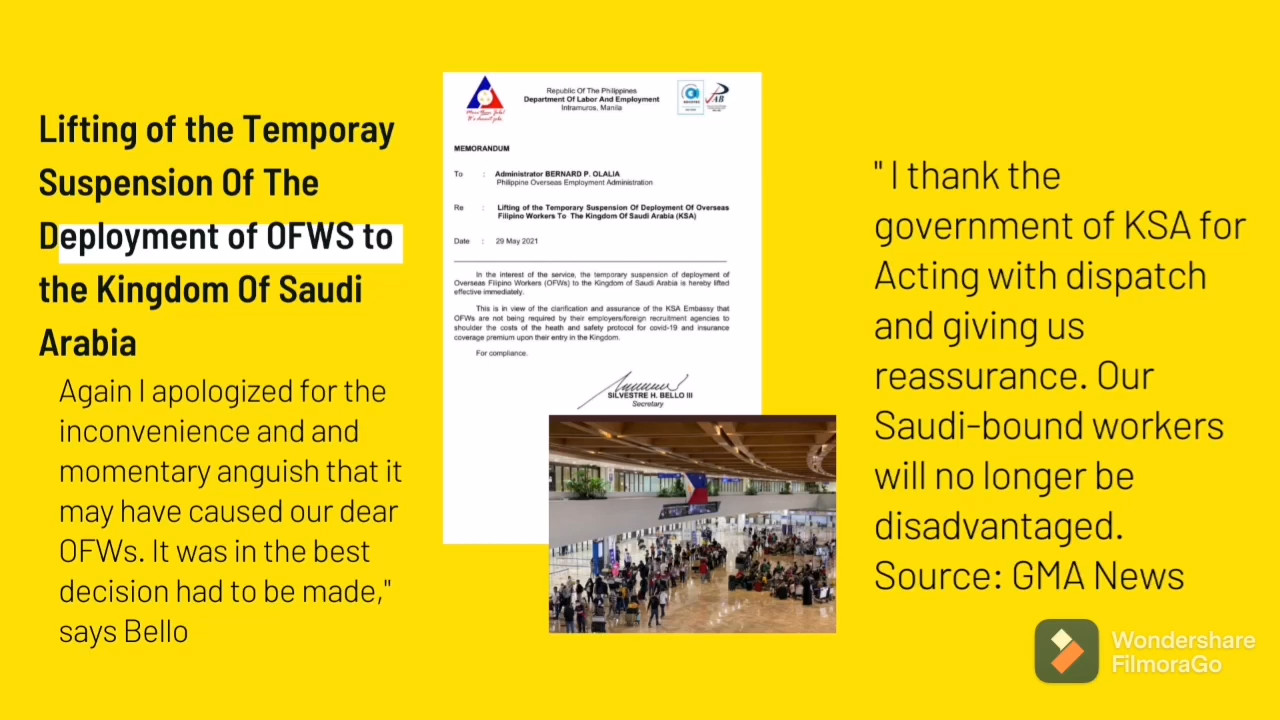 Lifting of the Temporay
Suspension Of The
Deployment of OFWS to
the Kingdom Of Saudi
Arabia
Again I apologized for the
inconvenience and and
momentary anguish that it
may have caused our dear
OFWs. It was in the best
decision had to be made,"
says Bello
Republic Of The Philippines
Department Of Labor And Employment
Intramuros, Manila
MEMORANDUM
To : Administrator BERNARD P. OLALIA
Philippine Overseas Employment Administration
Re : Lifting of the Temporary Suspension Of Deployment Of Overseas
Filipino Workers To The Kingdom Of Saudi Arabia (KSA)
Date : 29 May 2021
In the interest of the service, the temporary suspension of deployment of
Overseas Filipino Workers (OFWs) to the Kingdom of Saudi Arabia is hereby lifted
effective immediately.
This is in view of the clarification and assurance of the KSA Embassy that
OFWs are not being required by their employers/foreign recruitment agencies to
shoulder the costs of the heath and safety protocol for covid-19 and insurance
coverage premium upon their entry in the Kingdom.
For compliance.
SILVESTRE H. BELLO III
Secretary
" I thank the
government of KSA for
Acting with dispatch
and giving us
reassurance. Our
Saudi-bound workers
will no longer be
disadvantaged.
Source: GMA News
Wondershare
FilmoraGo